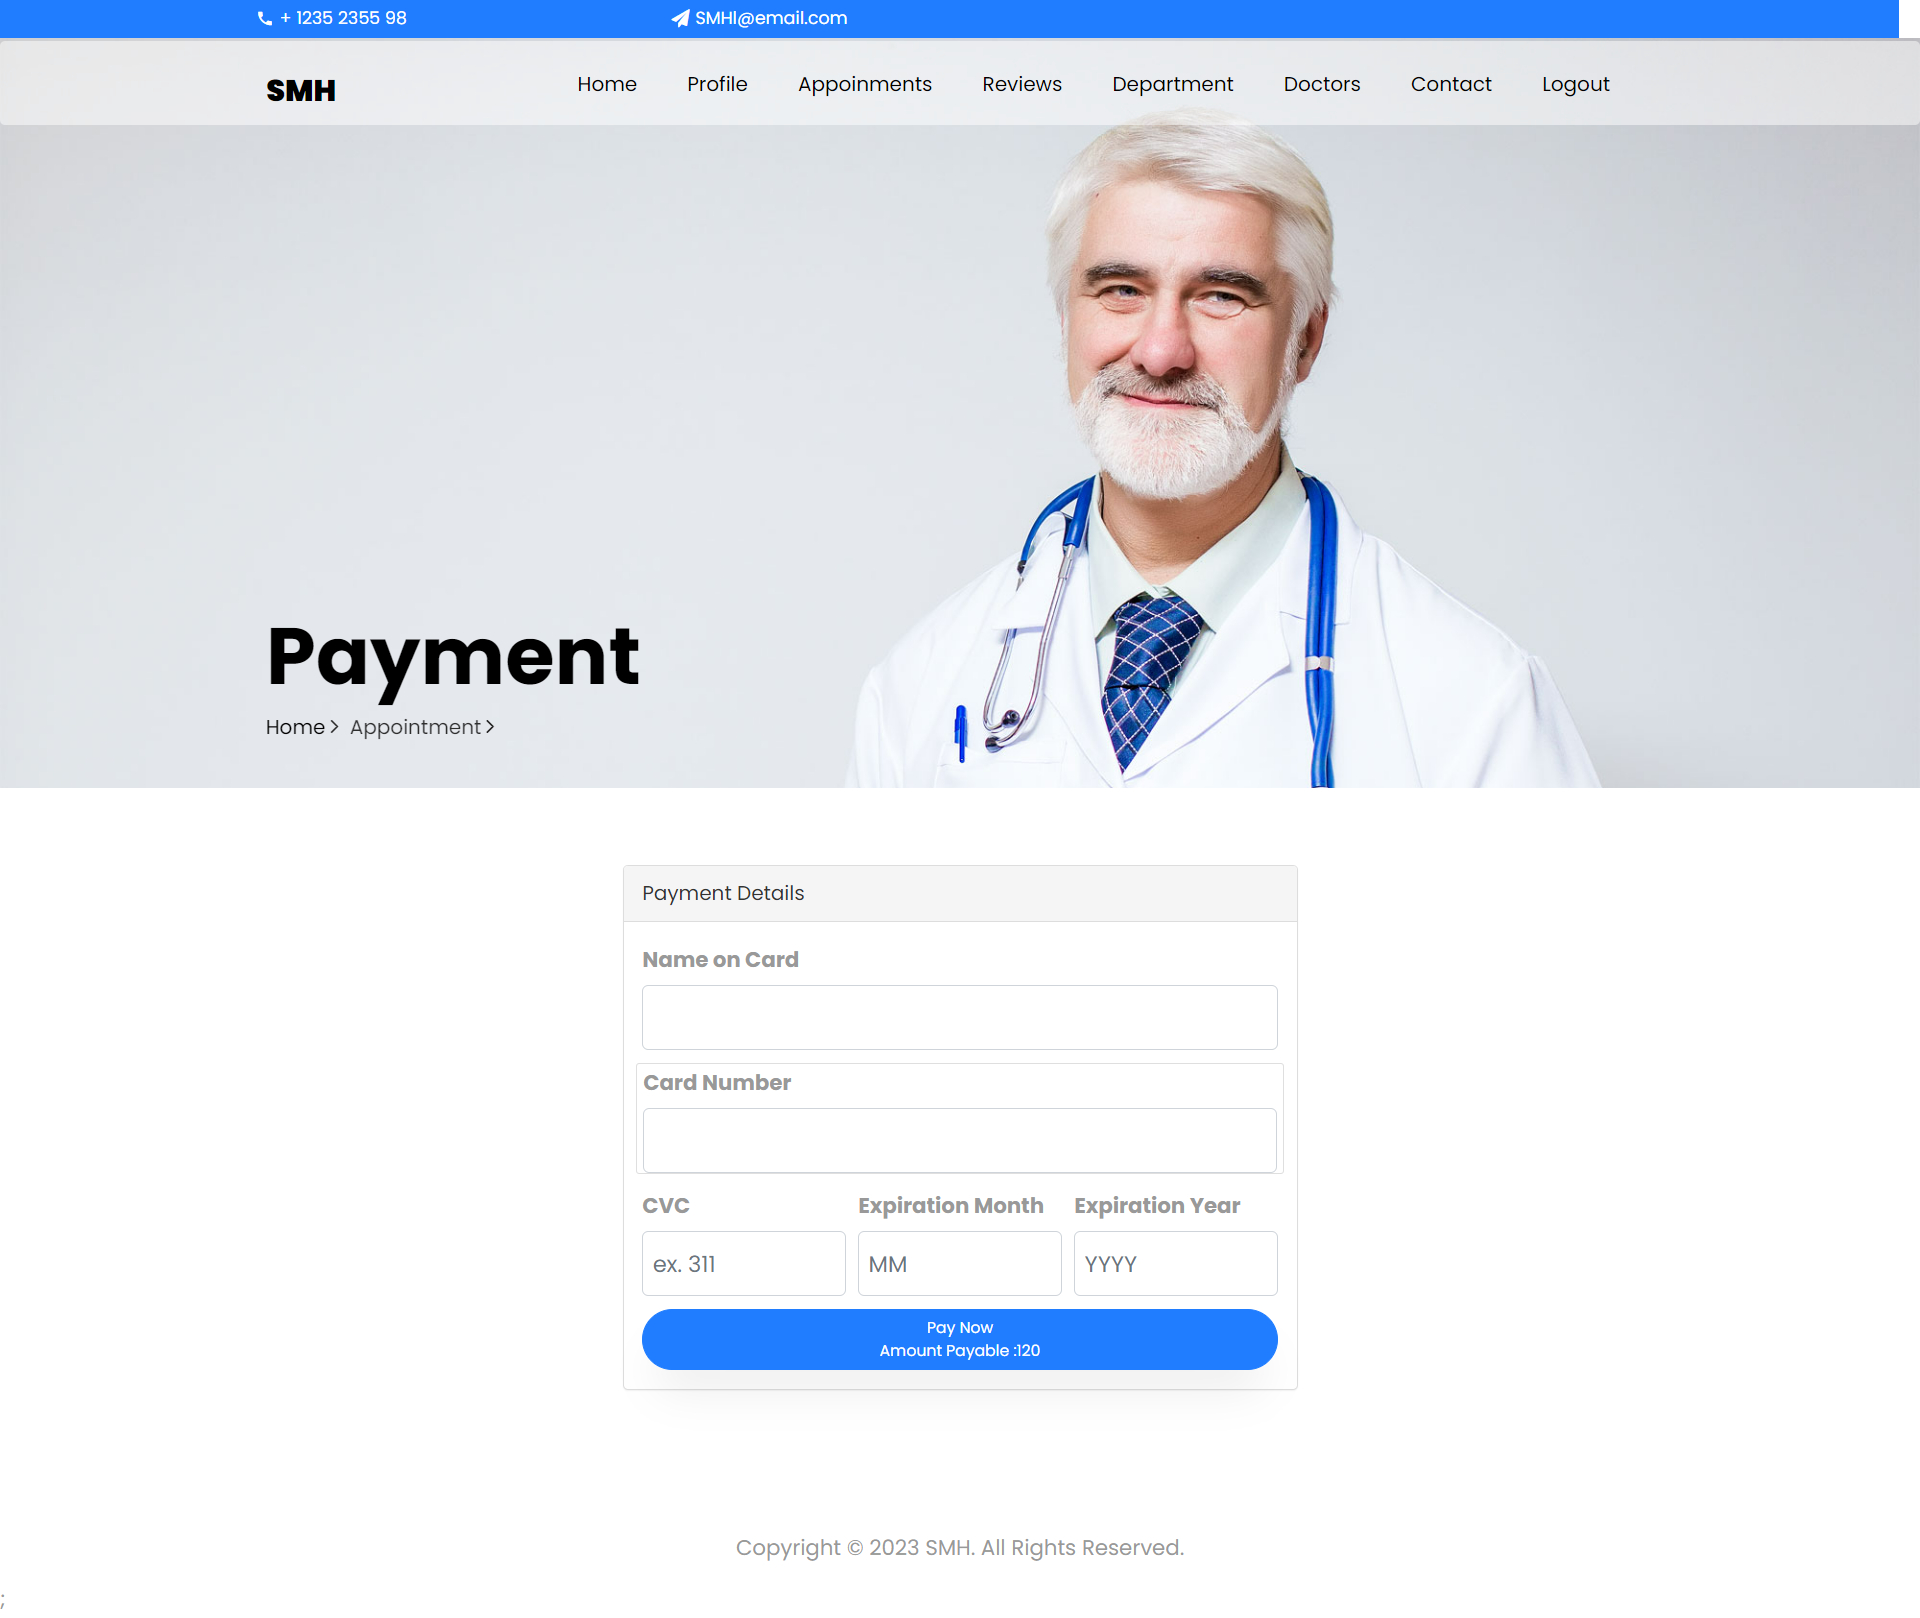 + 1235 2355 98
SMHl@email.com
SMH
Home Profile Appoinments Reviews Department Doctors Contact Logout
Payment
Home Appointment
Payment Details
Name on Card
Card Number
CVC Expiration Month Expiration Year
ex. 311 MM YYYY
Pay Now
Amount Payable :120
Copyright © 2023 SMH. All Rights Reserved.
;